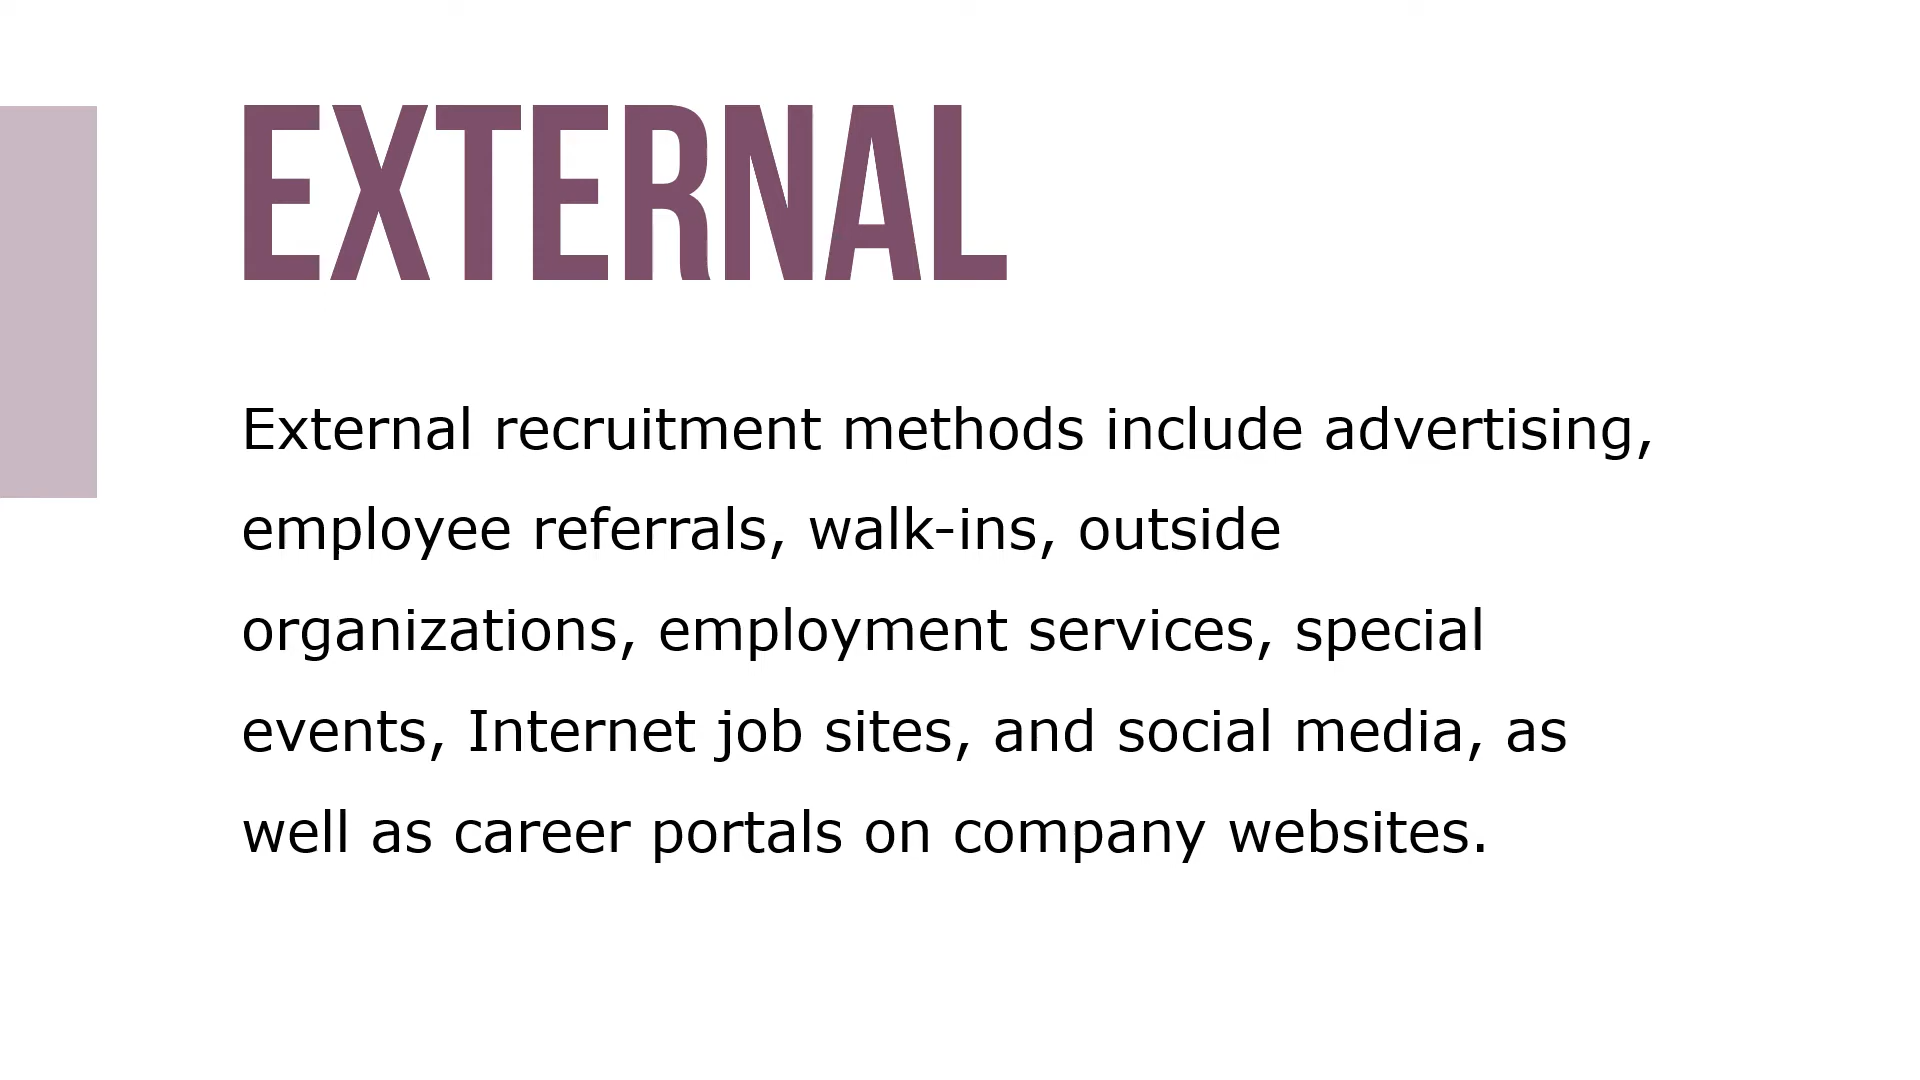 EXTERNAL
External recruitment methods include advertising,
employee referrals, walk-ins, outside
organizations, employment services, special
events, Internet job sites, and social media, as
well as career portals on company websites.